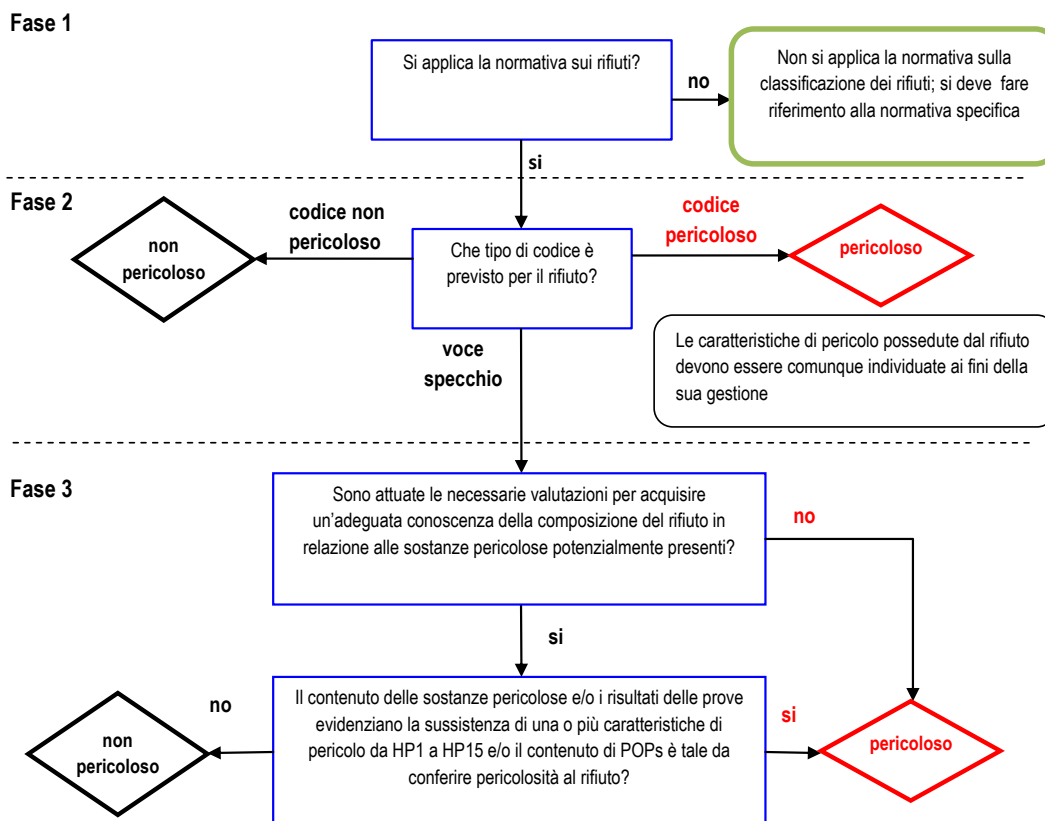 Fase 1
Si applica la normativa sui rifiuti?
no
Non si applica la normativa sulla
classificazione dei rifiuti; si deve fare
riferimento alla normativa specifica
si
Fase 2
non
pericoloso
codice non
pericoloso
Che tipo di codice è
previsto per il rifiuto?
codice
pericoloso
pericoloso
Le caratteristiche di pericolo possedute dal rifiuto
devono essere comunque individuate ai fini della
sua gestione
voce
specchio
Fase 3
Sono attuate le necessarie valutazioni per acquisire
un'adeguata conoscenza della composizione del rifiuto in
relazione alle sostanze pericolose potenzialmente presenti?
no
si
Il contenuto delle sostanze pericolose e/o i risultati delle prove
evidenziano la sussistenza di una o più caratteristiche di
pericolo da HP1 a HP15 e/o il contenuto di POPs è tale da
conferire pericolosità al rifiuto?
no
non
pericoloso
si
pericoloso